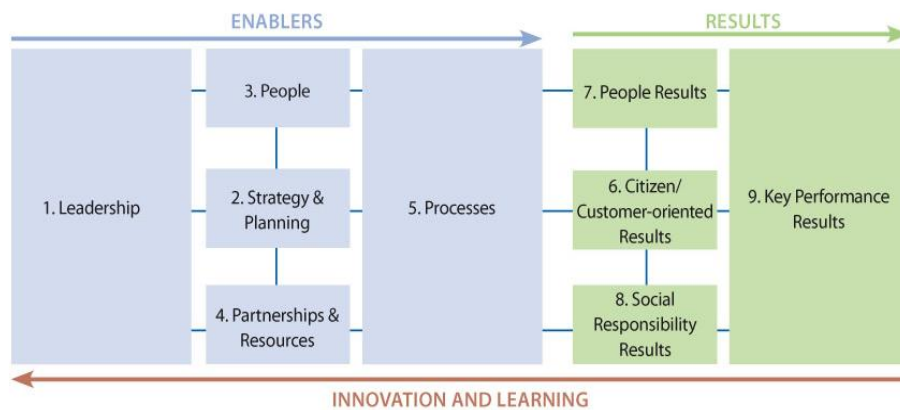 ENABLERS
RESULTS
1. Leadership
3. People
2. Strategy &
Planning
4. Partnerships &
Resources
5. Processes
7. People Results
6. Citizen/
Customer-oriented
Results
8. Social
Responsibility
Results
9. Key Performance
Results
INNOVATION AND LEARNING